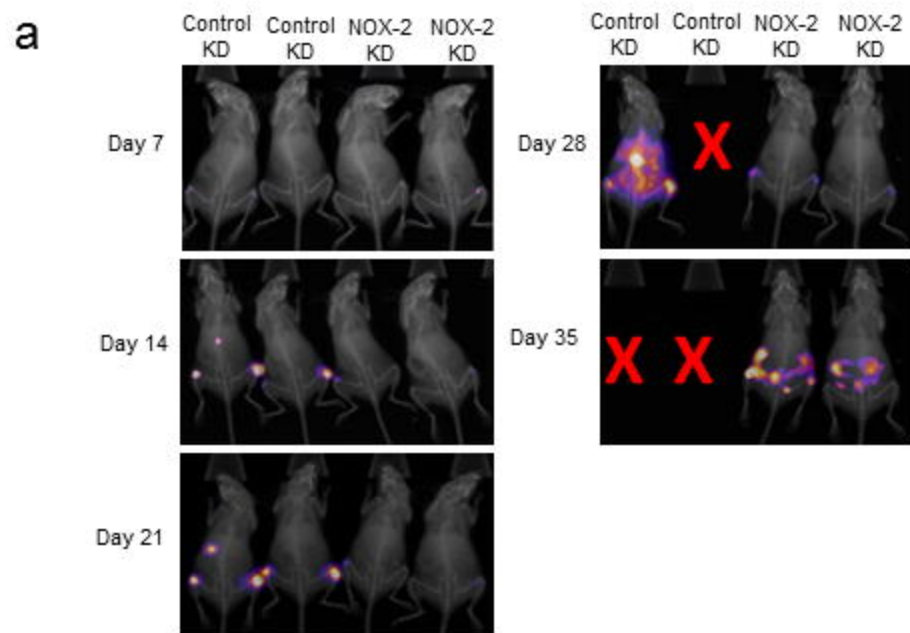 a
Control Control NOX-2 NOX-2
KD KD KD KD
Day 7
Day 14
Day 21
Control Control NOX-2 NOX-2
KD KD KD KD
Day 28
X
Day 35
X X